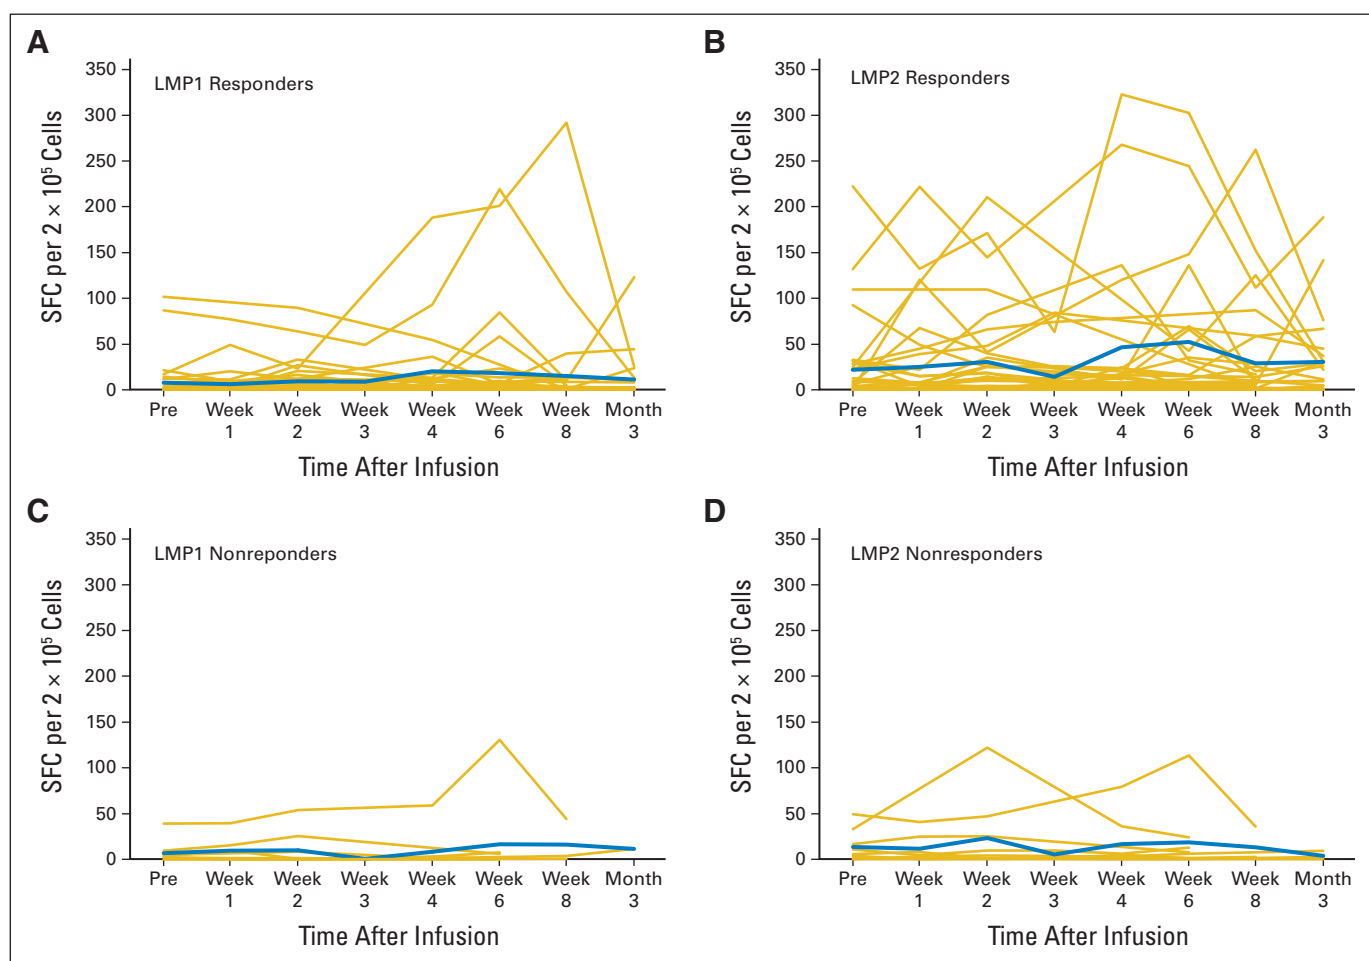 A
LMP1 Responders
SFC per 2 × 10⁵ Cells
350
300
250
200
150
100
50
0
Pre Week Week Week Week Week Week Month
1 2 3 4 6 8 3
Time After Infusion
B
LMP2 Responders
SFC per 2 × 10⁵ Cells
350
300
250
200
150
100
50
0
Pre Week Week Week Week Week Week Month
1 2 3 4 6 8 3
Time After Infusion
C
LMP1 Nonreponders
SFC per 2 × 10⁵ Cells
350
300
250
200
150
100
50
0
Pre Week Week Week Week Week Week Month
1 2 3 4 6 8 3
Time After Infusion
D
LMP2 Nonresponders
SFC per 2 × 10⁵ Cells
350
300
250
200
150
100
50
0
Pre Week Week Week Week Week Week Month
1 2 3 4 6 8 3
Time After Infusion